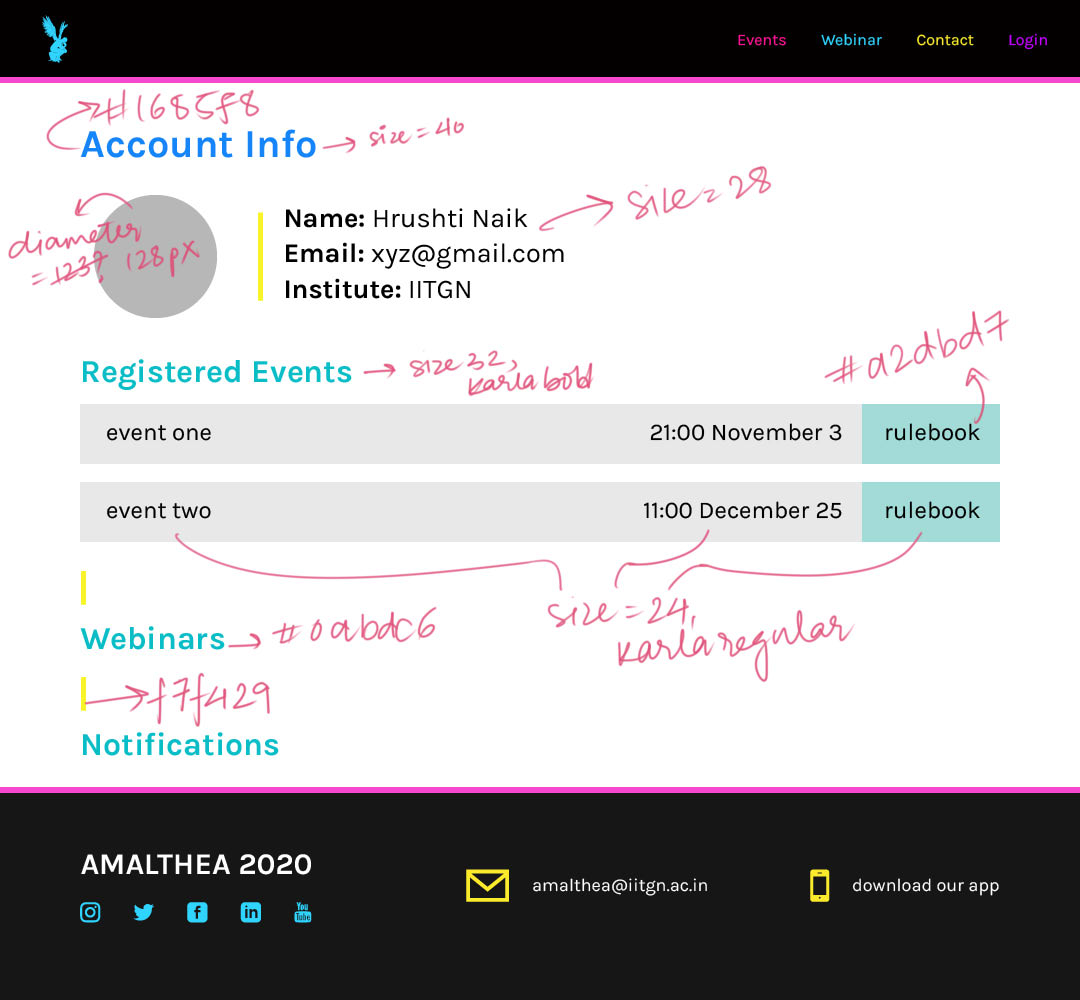 Events Webinar Contact Login
#1685f8
Account Info → size = 40
diameter
= 123?. 128px
Name: Hrushti Naik → size = 28
Email: xyz@gmail.com
Institute: IITGN
#a2dbd7
Registered Events → size 32,
karla bold
event one 21:00 November 3 rulebook
event two 11:00 December 25 rulebook
size = 24,
karla regular
Webinars → #0abdc6
→ f7f429
Notifications
AMALTHEA 2020
amalthea@iitgn.ac.in
download our app
f in You Tube